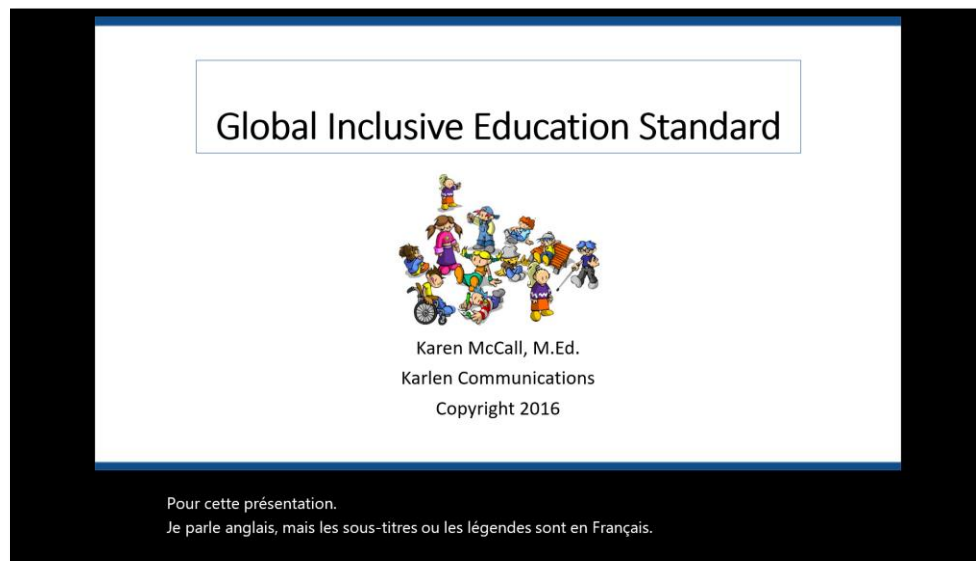 Global Inclusive Education Standard
Karen McCall, M.Ed.
Karlen Communications
Copyright 2016
Pour cette présentation.
Je parle anglais, mais les sous-titres ou les légendes sont en Français.